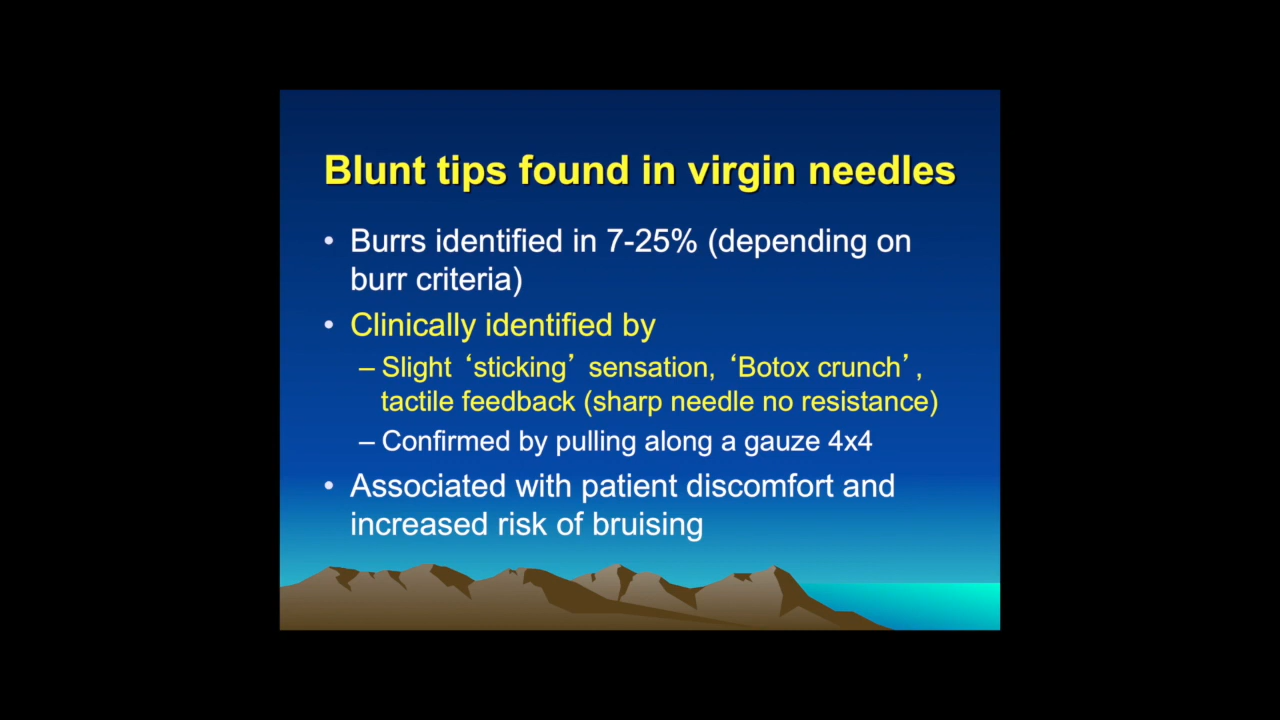 Blunt tips found in virgin needles
• Burrs identified in 7-25% (depending on
burr criteria)
• Clinically identified by
– Slight ‘sticking’ sensation, ‘Botox crunch’,
tactile feedback (sharp needle no resistance)
– Confirmed by pulling along a gauze 4x4
• Associated with patient discomfort and
increased risk of bruising